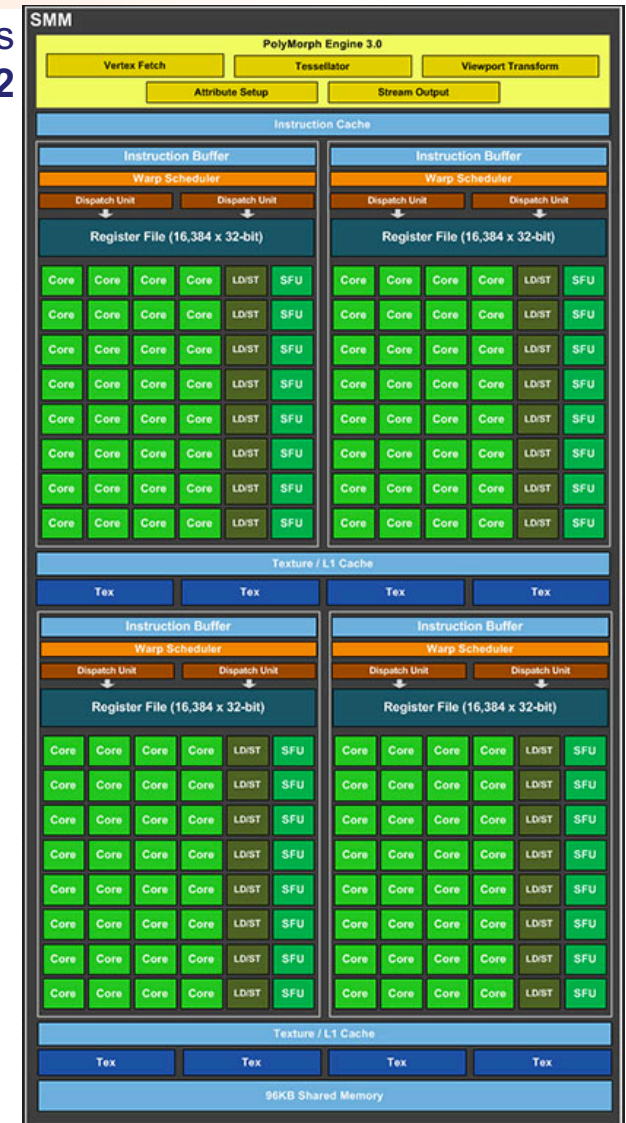 s
2
SMM
PolyMorph Engine 3.0
Vertex Fetch Tessellator Viewport Transform
Attribute Setup Stream Output
Instruction Cache
Instruction Buffer Instruction Buffer
Warp Scheduler Warp Scheduler
Dispatch Unit Dispatch Unit Dispatch Unit Dispatch Unit
Register File (16,384 x 32-bit) Register File (16,384 x 32-bit)
Core Core Core Core LD/ST SFU Core Core Core Core LD/ST SFU
Core Core Core Core LD/ST SFU Core Core Core Core LD/ST SFU
Core Core Core Core LD/ST SFU Core Core Core Core LD/ST SFU
Core Core Core Core LD/ST SFU Core Core Core Core LD/ST SFU
Core Core Core Core LD/ST SFU Core Core Core Core LD/ST SFU
Core Core Core Core LD/ST SFU Core Core Core Core LD/ST SFU
Core Core Core Core LD/ST SFU Core Core Core Core LD/ST SFU
Core Core Core Core LD/ST SFU Core Core Core Core LD/ST SFU
Texture / L1 Cache
Tex Tex Tex Tex
Instruction Buffer Instruction Buffer
Warp Scheduler Warp Scheduler
Dispatch Unit Dispatch Unit Dispatch Unit Dispatch Unit
Register File (16,384 x 32-bit) Register File (16,384 x 32-bit)
Core Core Core Core LD/ST SFU Core Core Core Core LD/ST SFU
Core Core Core Core LD/ST SFU Core Core Core Core LD/ST SFU
Core Core Core Core LD/ST SFU Core Core Core Core LD/ST SFU
Core Core Core Core LD/ST SFU Core Core Core Core LD/ST SFU
Core Core Core Core LD/ST SFU Core Core Core Core LD/ST SFU
Core Core Core Core LD/ST SFU Core Core Core Core LD/ST SFU
Core Core Core Core LD/ST SFU Core Core Core Core LD/ST SFU
Core Core Core Core LD/ST SFU Core Core Core Core LD/ST SFU
Texture / L1 Cache
Tex Tex Tex Tex
96KB Shared Memory